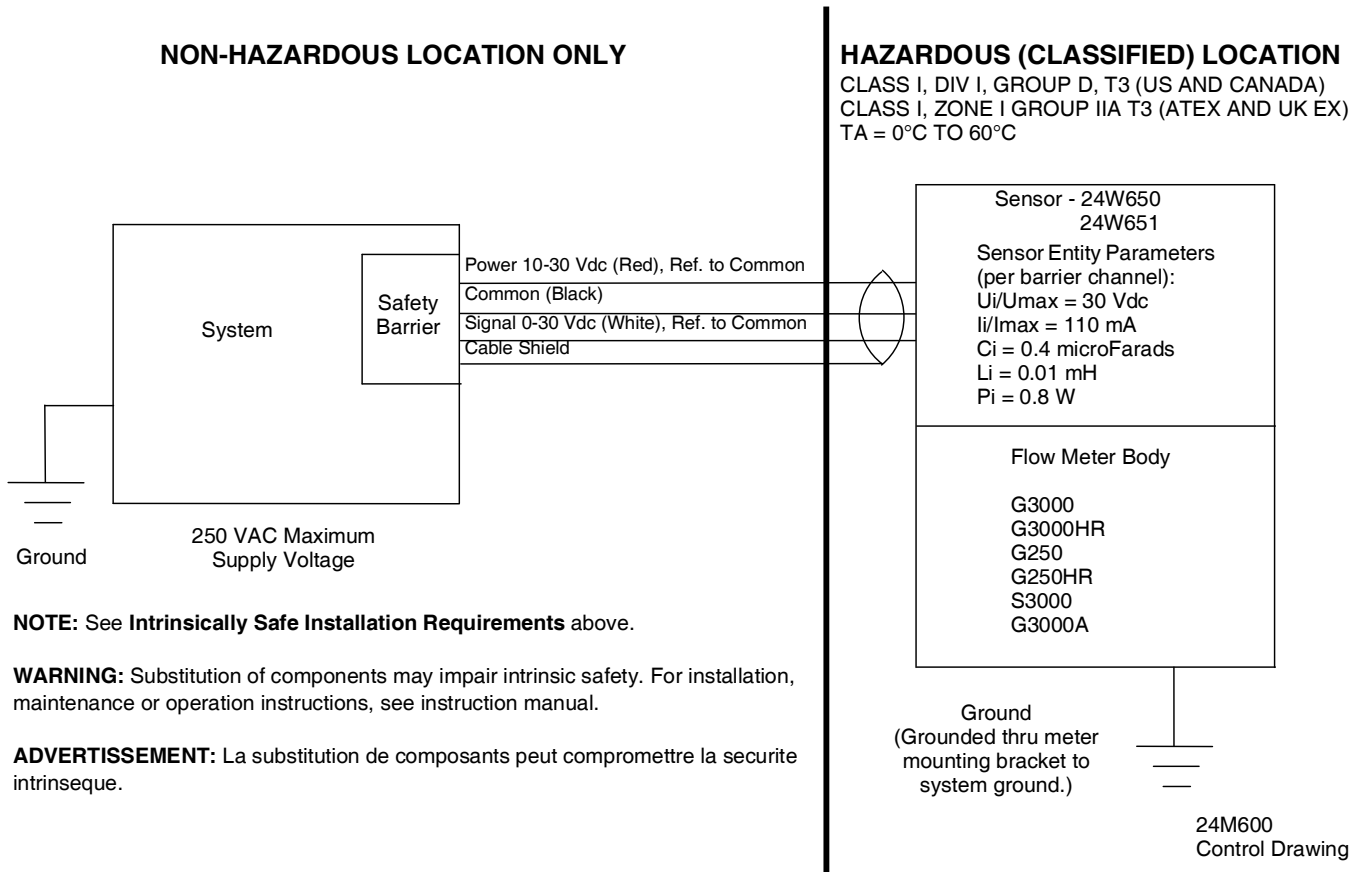 NON-HAZARDOUS LOCATION ONLY
HAZARDOUS (CLASSIFIED) LOCATION
CLASS I, DIV I, GROUP D, T3 (US AND CANADA)
CLASS I, ZONE I GROUP IIA T3 (ATEX AND UK EX)
TA = 0°C TO 60°C
System
Safety
Barrier
Power 10-30 Vdc (Red), Ref. to Common
Common (Black)
Signal 0-30 Vdc (White), Ref. to Common
Cable Shield
Ground
250 VAC Maximum
Supply Voltage
Sensor - 24W650
24W651
Sensor Entity Parameters
(per barrier channel):
Ui/Umax = 30 Vdc
Ii/Imax = 110 mA
Ci = 0.4 microFarads
Li = 0.01 mH
Pi = 0.8 W
Flow Meter Body
G3000
G3000HR
G250
G250HR
S3000
G3000A
NOTE: See Intrinsically Safe Installation Requirements above.
WARNING: Substitution of components may impair intrinsic safety. For installation,
maintenance or operation instructions, see instruction manual.
ADVERTISSEMENT: La substitution de composants peut compromettre la securite
intrinseque.
Ground
(Grounded thru meter
mounting bracket to
system ground.)
24M600
Control Drawing